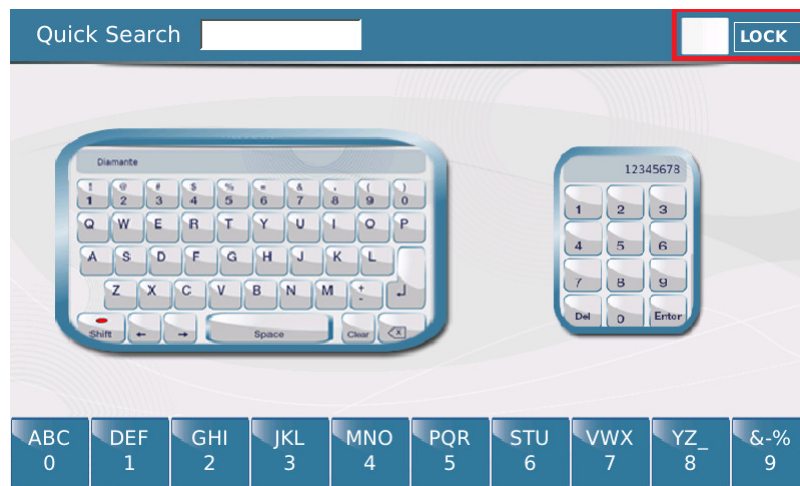 Quick Search
LOCK
Diamante
! @ # $ % & ( )
1 2 3 4 5 6 7 8 9 0
Q W E R T Y U I O P
A S D F G H J K L
Z X C V B N M + -
Shift ← → Space Clear X
12345678
1 2 3
4 5 6
7 8 9
Del 0 Enter
ABC DEF GHI JKL MNO PQR STU VWX YZ_ &-%
0 1 2 3 4 5 6 7 8 9